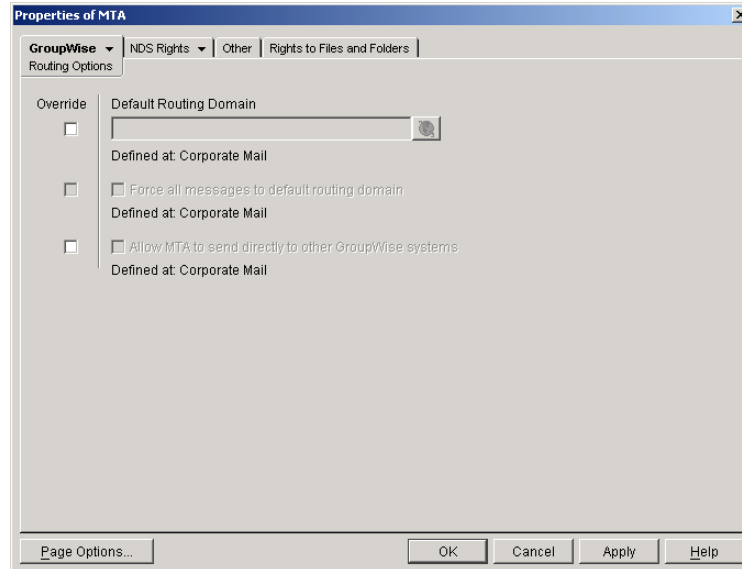 Properties of MTA
GroupWise NDS Rights Other Rights to Files and Folders
Routing Options
Override Default Routing Domain
Defined at: Corporate Mail
Force all messages to default routing domain
Defined at: Corporate Mail
Allow MTA to send directly to other GroupWise systems
Defined at: Corporate Mail
Page Options... OK Cancel Apply Help